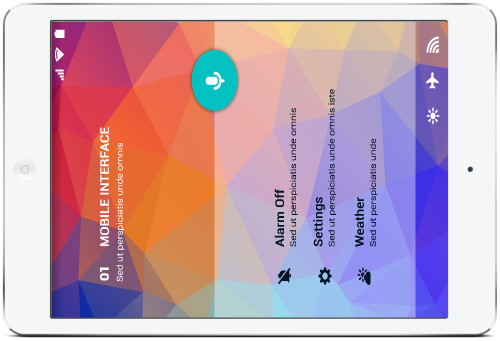 01 MOBILE INTERFACE
Sed ut perspiciatis unde omnis
Alarm Off
Sed ut perspiciatis unde omnis
Settings
Sed ut perspiciatis unde omnis iste
Weather
Sed ut perspiciatis unde